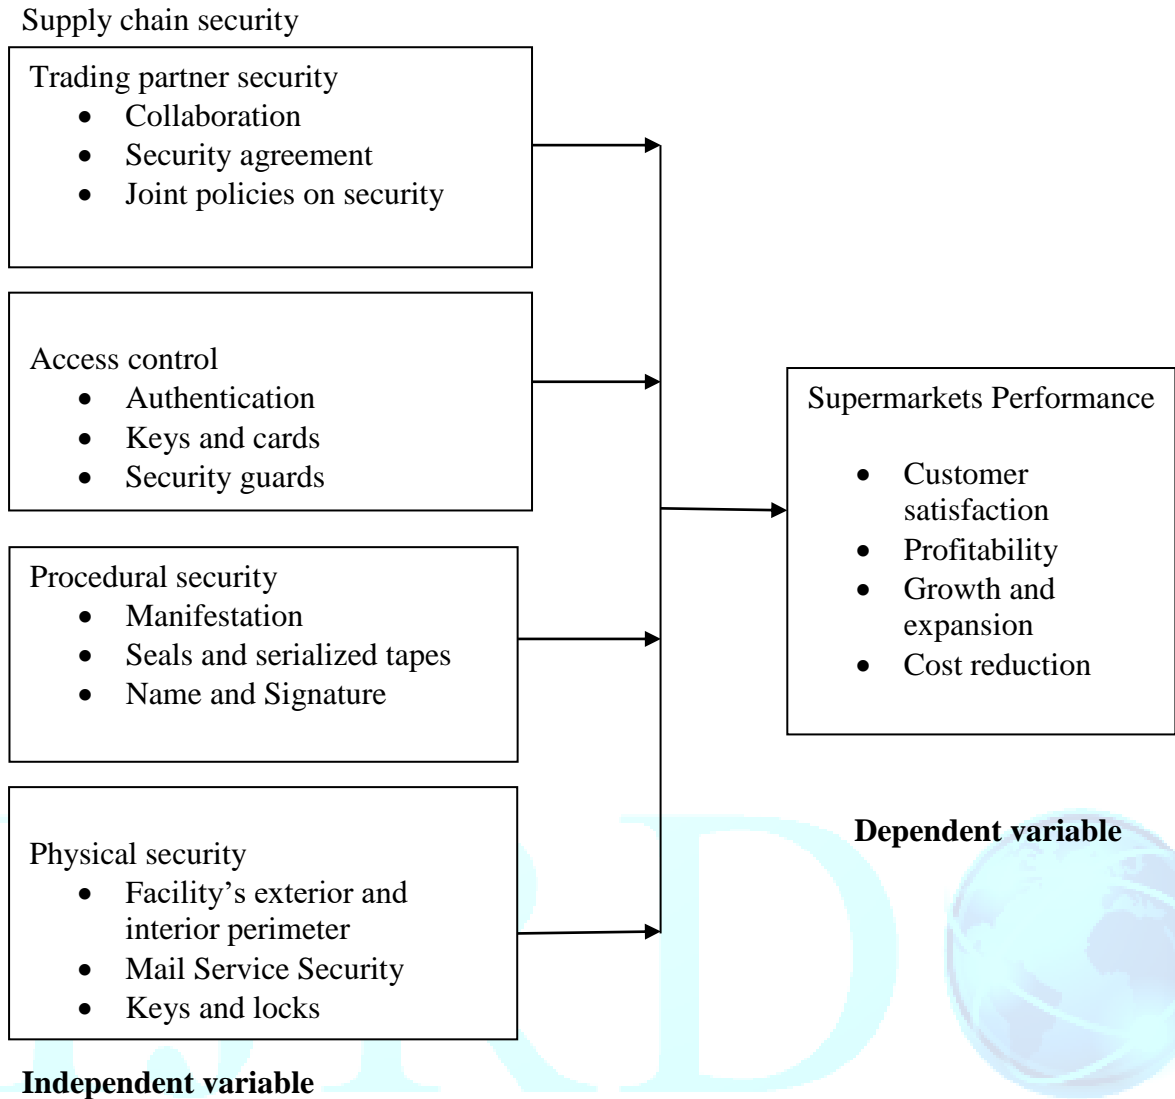 Supply chain security
Trading partner security
• Collaboration
• Security agreement
• Joint policies on security
Access control
• Authentication
• Keys and cards
• Security guards
Procedural security
• Manifestation
• Seals and serialized tapes
• Name and Signature
Physical security
• Facility’s exterior and
interior perimeter
• Mail Service Security
• Keys and locks
Independent variable
Supermarkets Performance
• Customer
satisfaction
• Profitability
• Growth and
expansion
• Cost reduction
Dependent variable